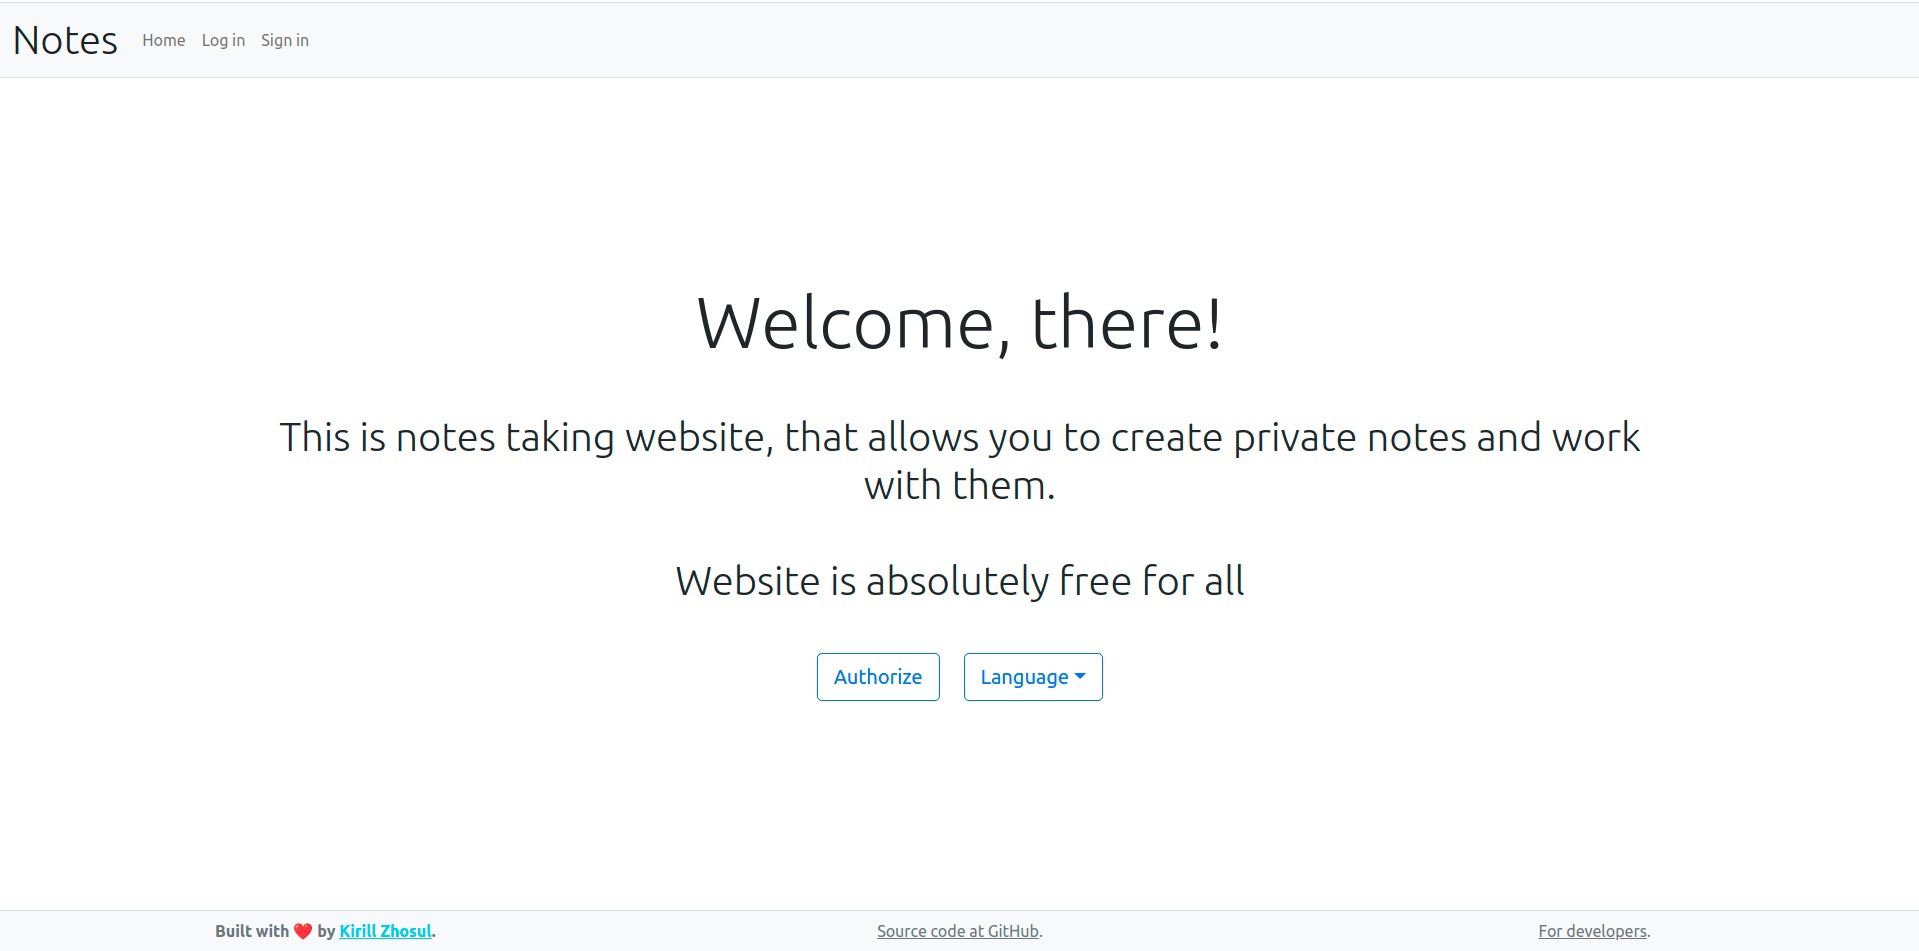 Notes Home Log in Sign in
Welcome, there!
This is notes taking website, that allows you to create private notes and work
with them.
Website is absolutely free for all
Authorize Language
Built with ❤️ by Kirill Zhosul. Source code at GitHub. For developers.